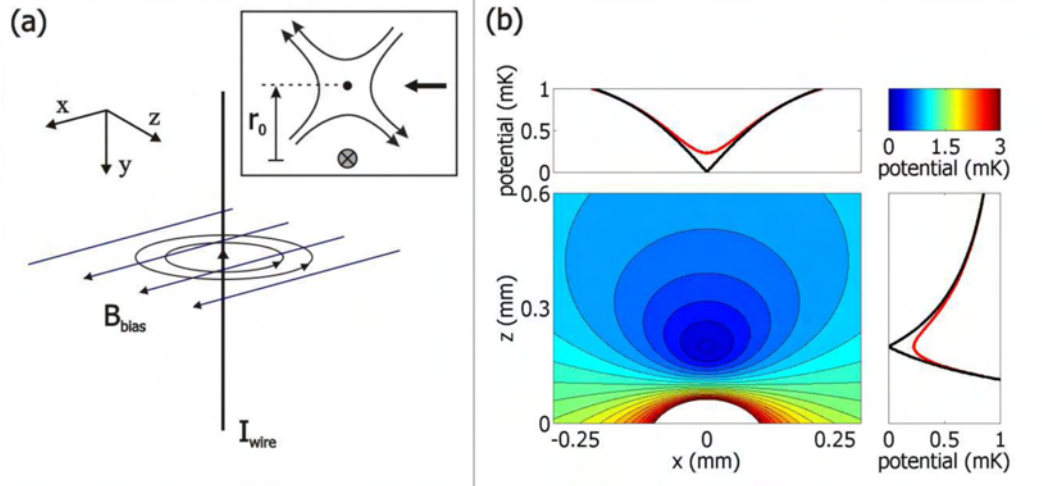 (a)
x
z
y
r₀
B_bias
I_wire
(b)
potential (mK)
1
0.5
0
0 1.5 3
potential (mK)
z (mm)
0.6
0.3
0
-0.25 0 0.25
x (mm)
0 0.5 1
potential (mK)